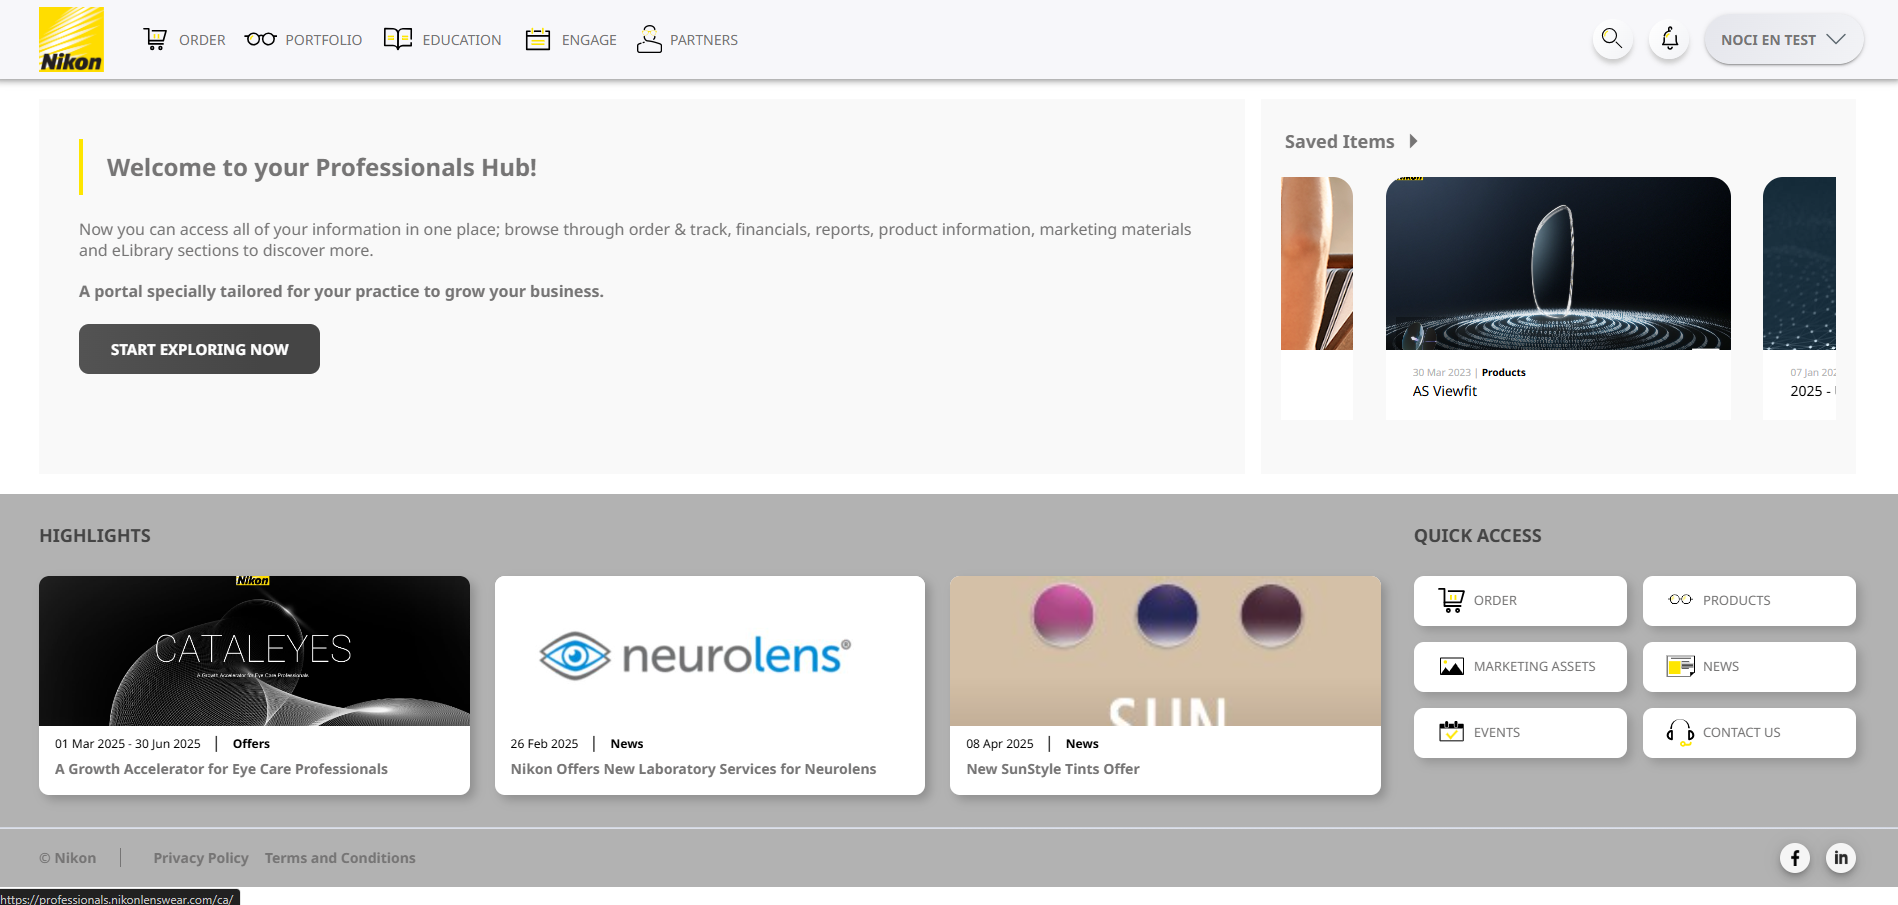 Nikon
ORDER
PORTFOLIO
EDUCATION
ENGAGE
PARTNERS
NOCI EN TEST
Welcome to your Professionals Hub!
Now you can access all of your information in one place; browse through order & track, financials, reports, product information, marketing materials
and eLibrary sections to discover more.
A portal specially tailored for your practice to grow your business.
START EXPLORING NOW
Saved Items
30 Mar 2023 | Products
AS Viewfit
07 Jan 202
2025 -
HIGHLIGHTS
Nikon
CATALEYES
A Growth Accelerator for Eye Care Professionals
01 Mar 2025 - 30 Jun 2025 | Offers
A Growth Accelerator for Eye Care Professionals
neurolens®
26 Feb 2025 | News
Nikon Offers New Laboratory Services for Neurolens
SUN
08 Apr 2025 | News
New SunStyle Tints Offer
QUICK ACCESS
ORDER
PRODUCTS
MARKETING ASSETS
NEWS
EVENTS
CONTACT US
© Nikon | Privacy Policy Terms and Conditions
f
in
https://professionals.nikonlenswear.com/ca/